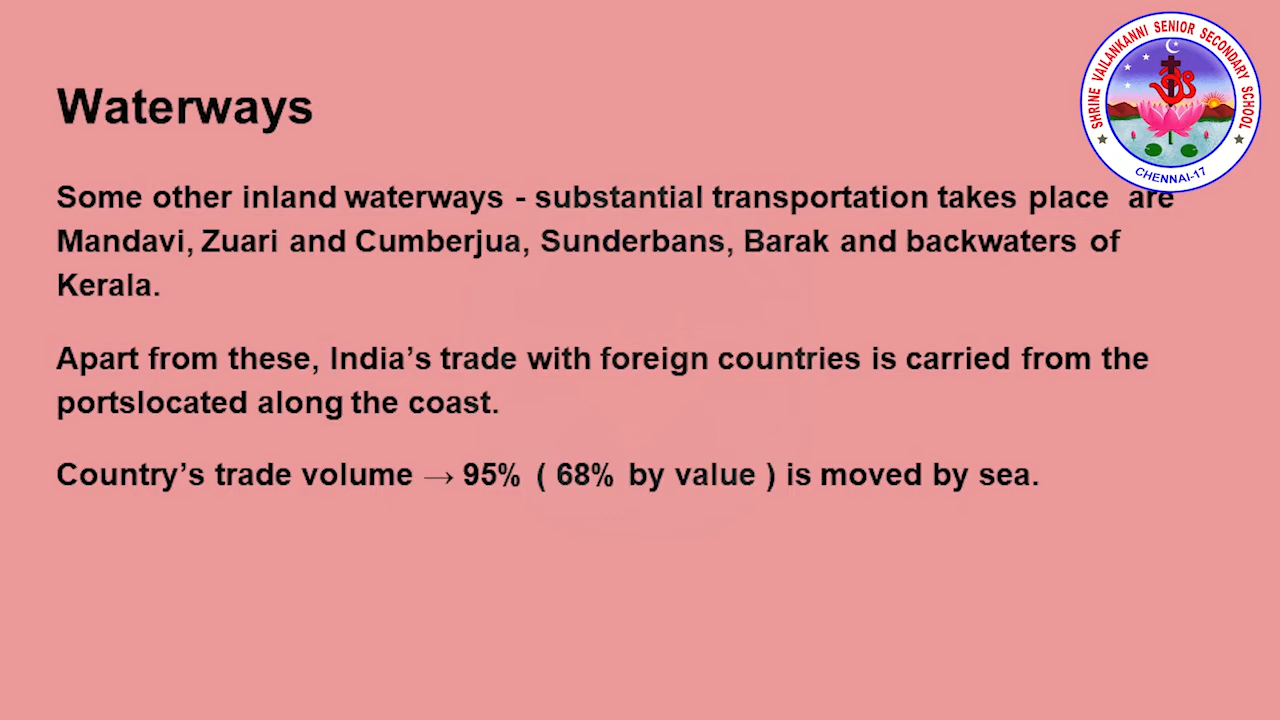 SHRINE VAILANKANNI SENIOR SECONDARY SCHOOL
CHENNAI-17
Waterways
Some other inland waterways - substantial transportation takes place are
Mandavi, Zuari and Cumberjua, Sunderbans, Barak and backwaters of
Kerala.
Apart from these, India’s trade with foreign countries is carried from the
portslocated along the coast.
Country’s trade volume → 95% ( 68% by value ) is moved by sea.